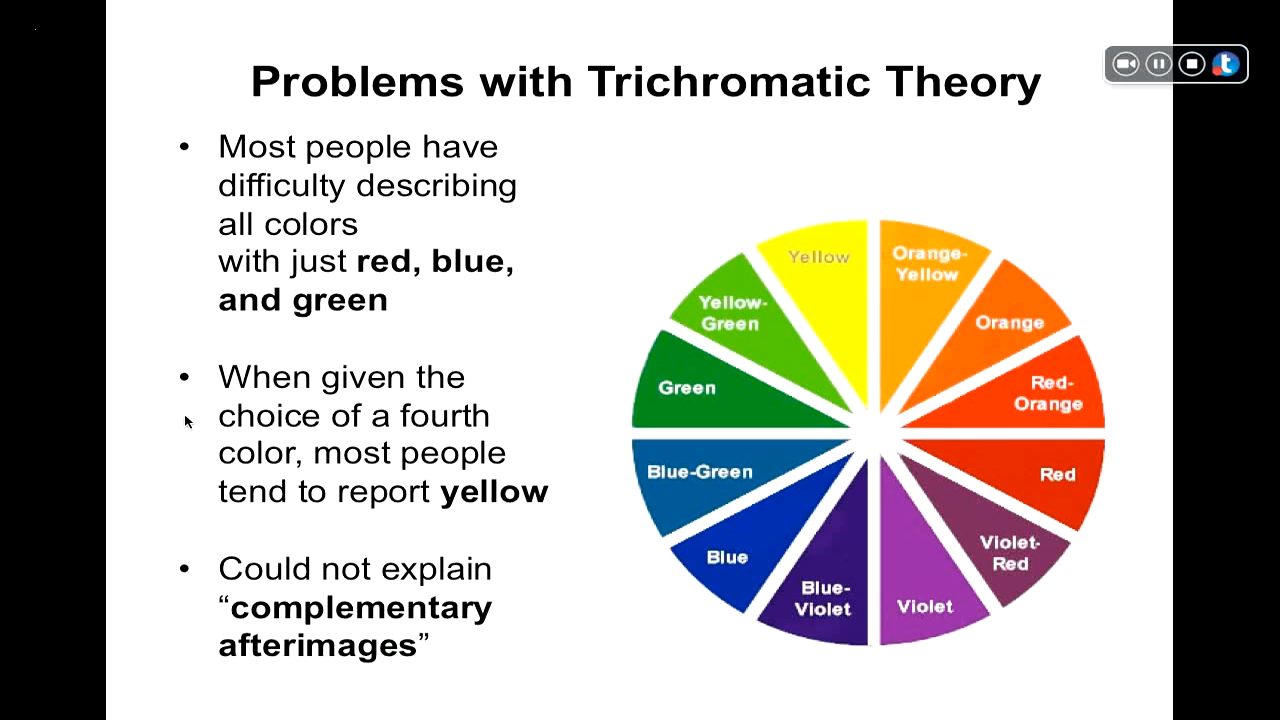 Problems with Trichromatic Theory
• Most people have
difficulty describing
all colors
with just red, blue,
and green
• When given the
choice of a fourth
color, most people
tend to report yellow
• Could not explain
“complementary
afterimages”
Yellow
Orange-
Yellow
Orange
Red-
Orange
Red
Violet-
Red
Violet
Blue-
Violet
Blue
Blue-Green
Green
Yellow-
Green
t